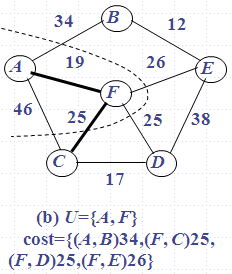 34
B
12
19
26
A
E
F
46
25
25
38
C
D
17
(b) U={A, F}
cost={(A, B)34,(F, C)25,
(F, D)25,(F, E)26}